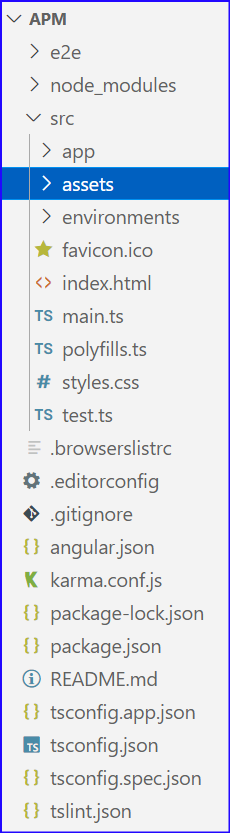 APM
e2e
node_modules
src
app
assets
environments
favicon.ico
index.html
TS main.ts
TS polyfills.ts
# styles.css
TS test.ts
.browserslistrc
.editorconfig
.gitignore
{} angular.json
karma.conf.js
{} package-lock.json
{} package.json
README.md
{} tsconfig.app.json
TS tsconfig.json
{} tsconfig.spec.json
{} tslint.json